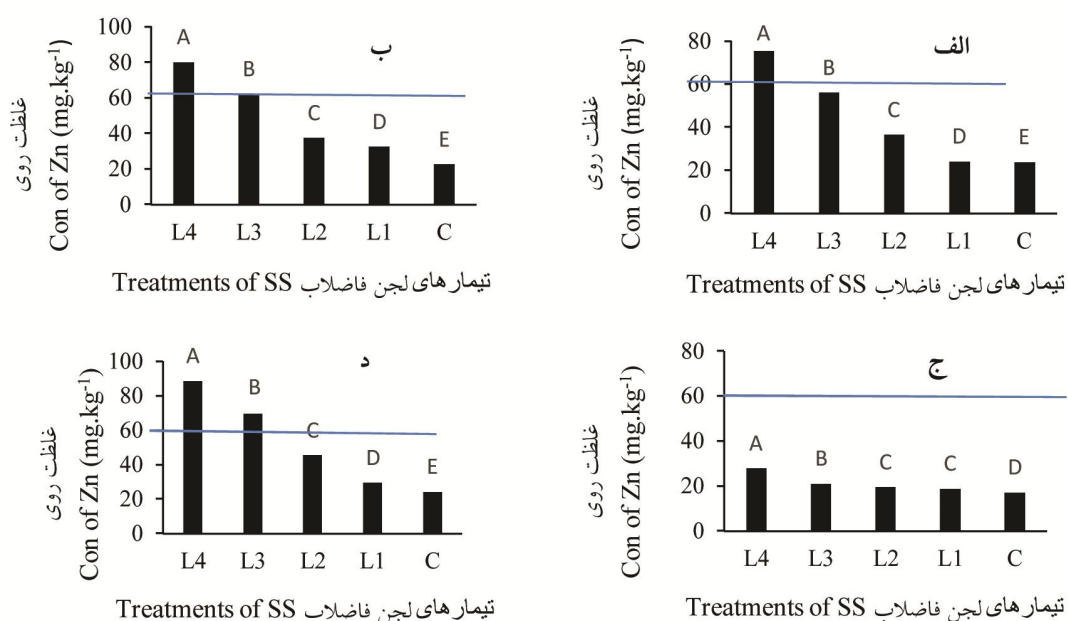 الف
80
60
40
20
0
A
B
C
D
E
L4 L3 L2 L1 C
غلظت روی
Con of Zn (mg.kg-1)
تیمارهای لجن فاضلاب Treatments of SS
ب
100
80
60
40
20
0
A
B
C
D
E
L4 L3 L2 L1 C
غلظت روی
Con of Zn (mg.kg-1)
تیمارهای لجن فاضلاب Treatments of SS
ج
80
60
40
20
0
A
B
C
C
D
L4 L3 L2 L1 C
غلظت روی
Con of Zn (mg.kg-1)
تیمارهای لجن فاضلاب Treatments of SS
د
100
80
60
40
20
0
A
B
C
D
E
L4 L3 L2 L1 C
غلظت روی
Con of Zn (mg.kg-1)
تیمارهای لجن فاضلاب Treatments of SS